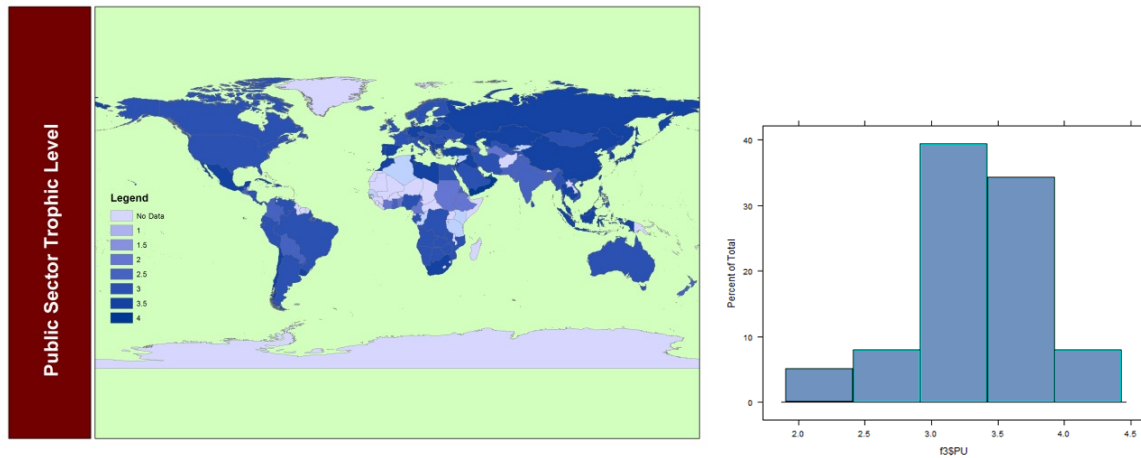 Public Sector Trophic Level
Legend
No Data
1
1.5
2
2.5
3
3.5
4
Percent of Total
40
30
20
10
0
2.0 2.5 3.0 3.5 4.0 4.5
f3$PU